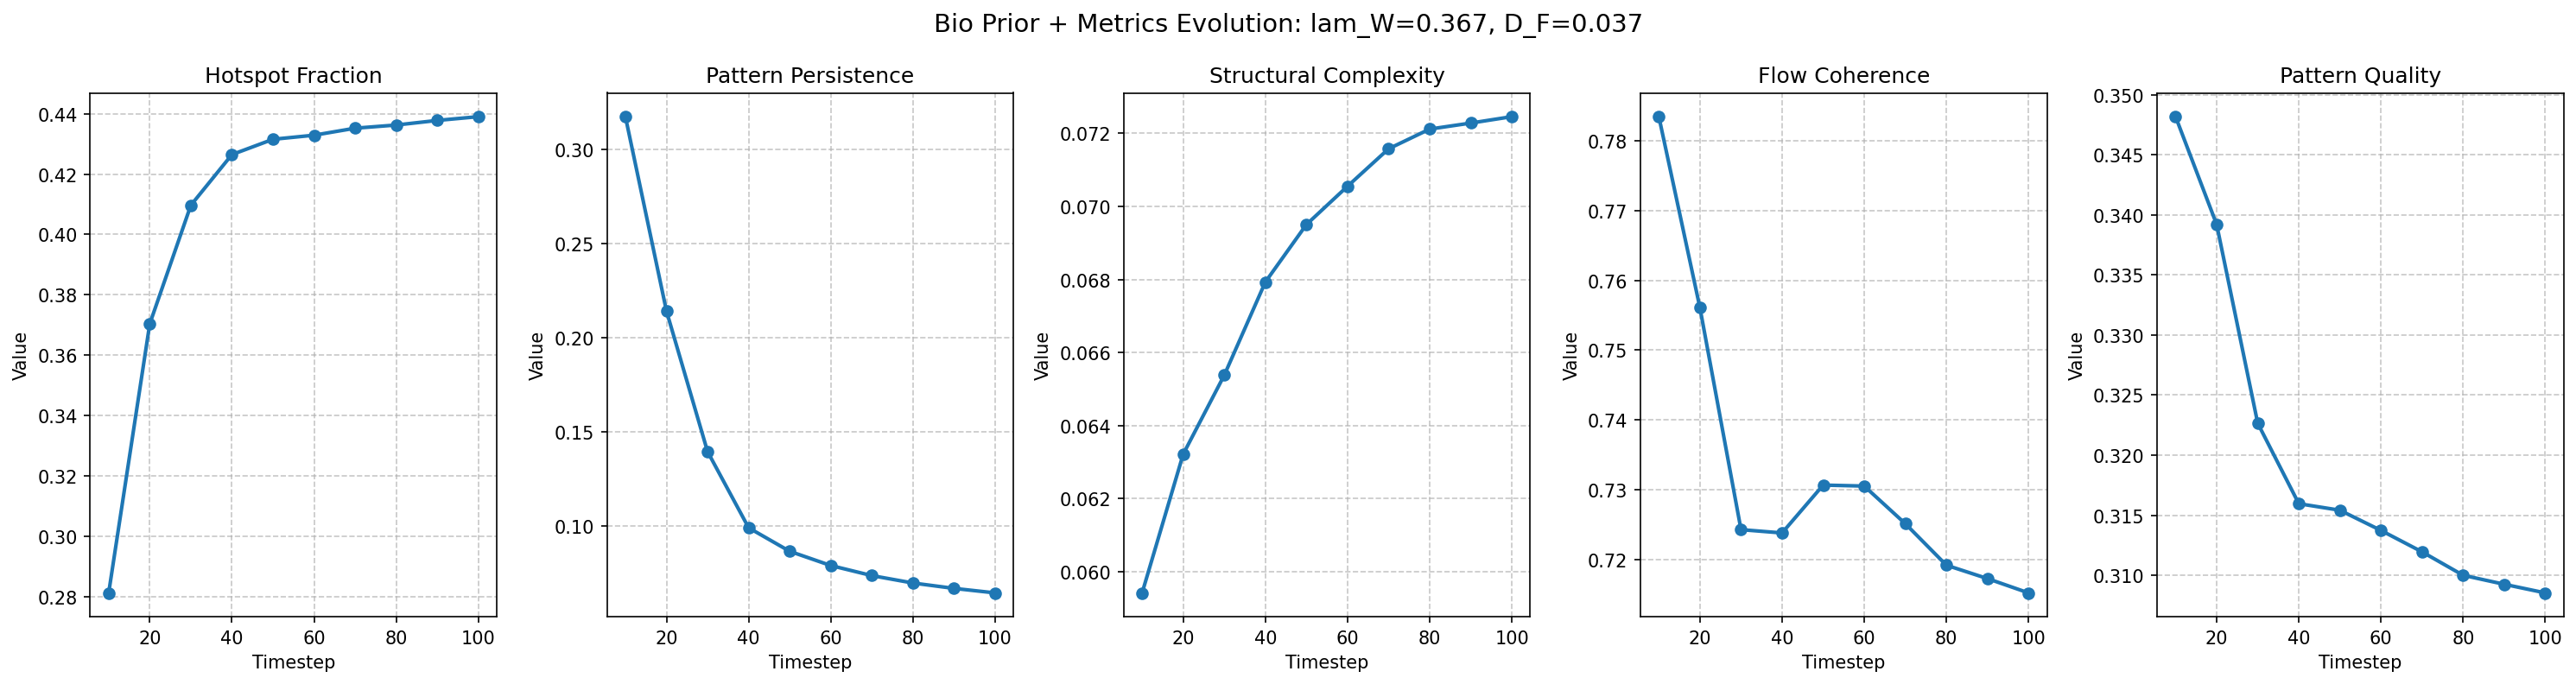 Bio Prior + Metrics Evolution: lam_W=0.367, D_F=0.037
Hotspot Fraction
0.44
0.42
0.40
0.38
0.36
0.34
0.32
0.30
0.28
Value
20 40 60 80 100
Timestep
Pattern Persistence
0.30
0.25
0.20
0.15
0.10
Value
20 40 60 80 100
Timestep
Structural Complexity
0.072
0.070
0.068
0.066
0.064
0.062
0.060
Value
20 40 60 80 100
Timestep
Flow Coherence
0.78
0.77
0.76
0.75
0.74
0.73
0.72
Value
20 40 60 80 100
Timestep
Pattern Quality
0.350
0.345
0.340
0.335
0.330
0.325
0.320
0.315
0.310
Value
20 40 60 80 100
Timestep